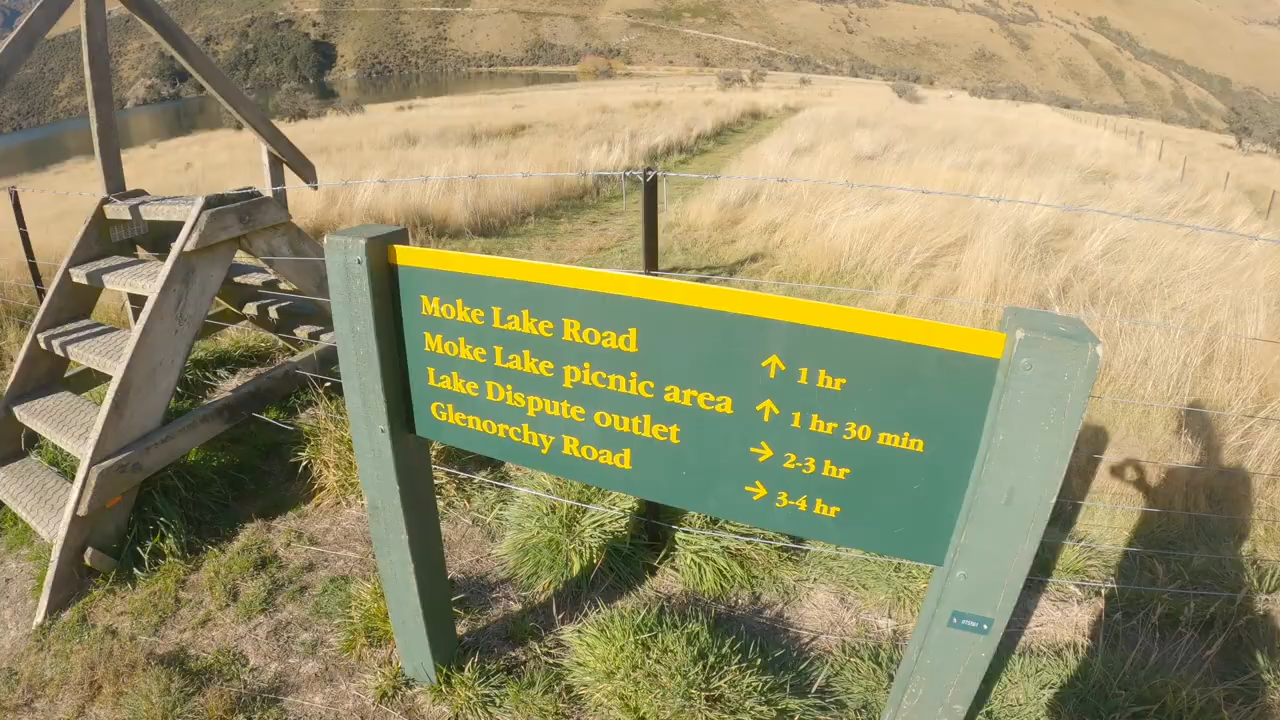 Moke Lake Road ↑ 1 hr
Moke Lake picnic area ↑ 1 hr 30 min
Lake Dispute outlet → 2-3 hr
Glenorchy Road → 3-4 hr